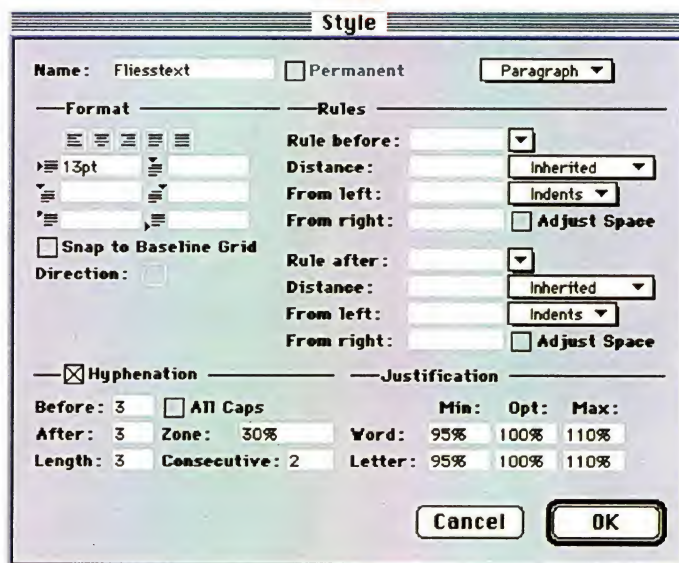 Style
Name: Fliesstext Permanent Paragraph
Format Rules
Rule before:
13pt Distance: Inherited
From left: Indents
From right: Adjust Space
Snap to Baseline Grid
Direction: Rule after:
Distance: Inherited
From left: Indents
From right: Adjust Space
Hyphenation Justification
Before: 3 All Caps Min: Opt: Max:
After: 3 Zone: 30% Word: 95% 100% 110%
Length: 3 Consecutive: 2 Letter: 95% 100% 110%
Cancel OK